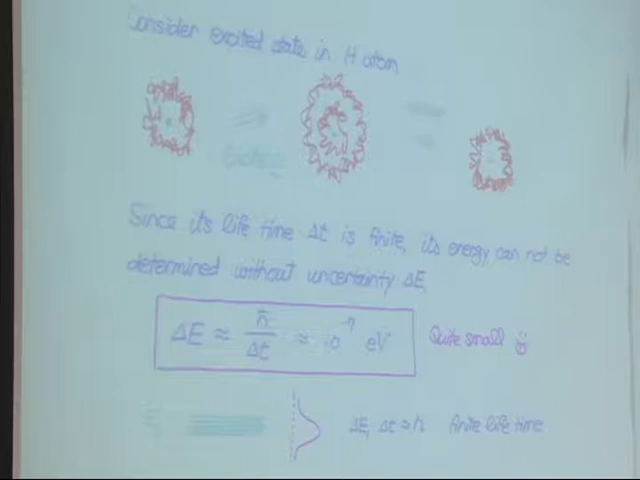 Consider excited state in H atom
Since its life time Δt is finite, its energy can not be
determined without uncertainty ΔE,
ΔE ≈ ħ/Δt ≈ 10⁻⁷ eV Quite small
ΔE, Δt ≈ ħ finite life time